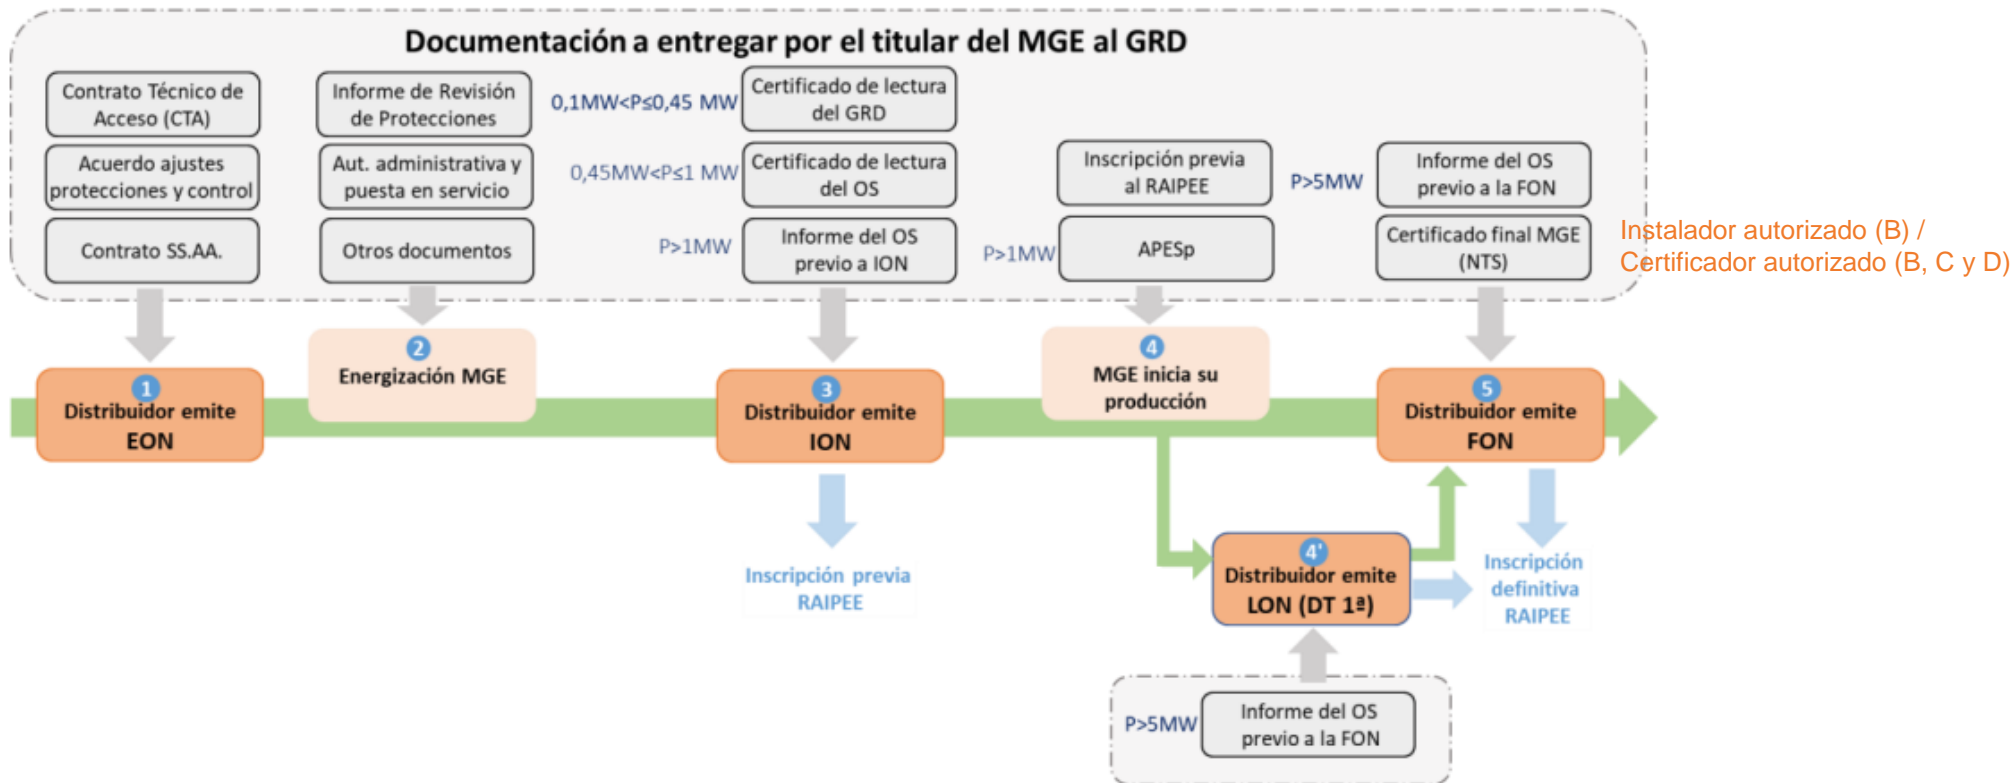 Documentación a entregar por el titular del MGE al GRD
Contrato Técnico de
Acceso (CTA)
Acuerdo ajustes
protecciones y control
Contrato SS.AA.
Informe de Revisión
de Protecciones
Aut. administrativa y
puesta en servicio
Otros documentos
0,1MW<P≤0,45 MW
Certificado de lectura
del GRD
0,45MW<P≤1 MW
Certificado de lectura
del OS
P>1MW
Informe del OS
previo a ION
Inscripción previa
al RAIPEE
P>1MW
APESp
P>5MW
Informe del OS
previo a la FON
Certificado final MGE
(NTS)
Instalador autorizado (B) /
Certificador autorizado (B, C y D)
1
Distribuidor emite
EON
2
Energización MGE
3
Distribuidor emite
ION
4
MGE inicia su
producción
5
Distribuidor emite
FON
Inscripción previa
RAIPEE
4'
Distribuidor emite
LON (DT 1ª)
Inscripción
definitiva
RAIPEE
P>5MW
Informe del OS
previo a la FON